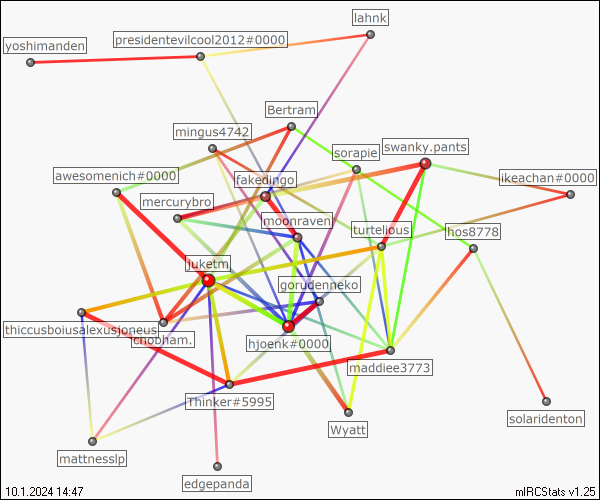 lahnk
yoshimanden
presidentevilcool2012#0000
Bertram
mingus4742
sorapie
swanky.pants
awesomenich#0000
fakedingo
ikeachan#0000
mercurybro
moonraven
turtelious
hos8778
juketm
gorudenneko
thiccusboiusalexusjoneus
chobham.
hjoenk#0000
maddiee3773
Thinker#5995
Wyatt
solaridenton
mattnesslp
edgepanda
10.1.2024 14:47
mIRCStats v1.25